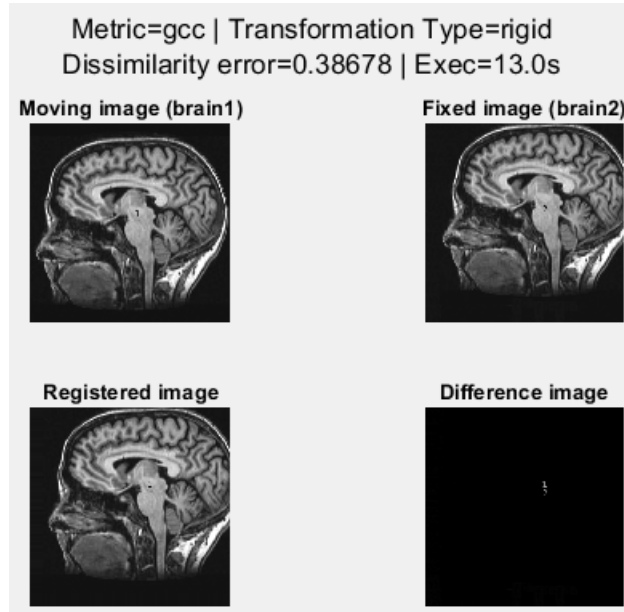 Metric=gcc | Transformation Type=rigid
Dissimilarity error=0.38678 | Exec=13.0s
Moving image (brain1)
Fixed image (brain2)
Registered image
Difference image